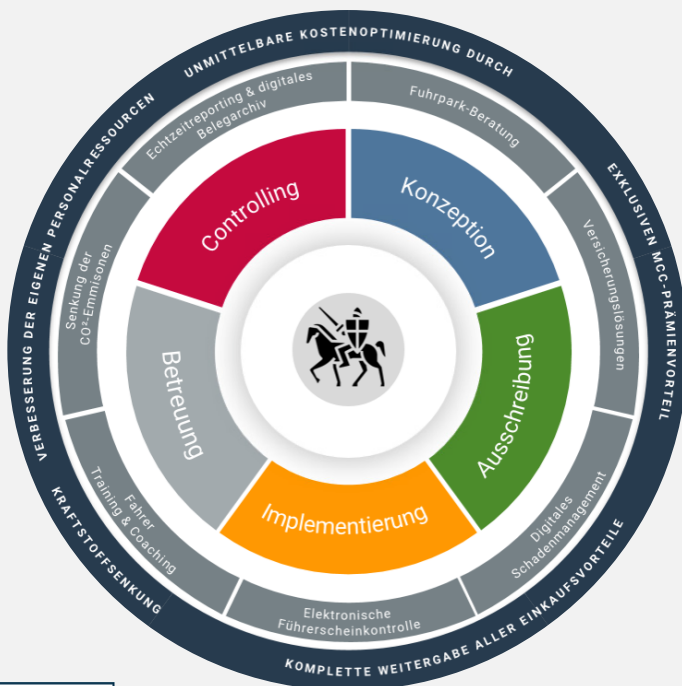 UNMITTELBARE KOSTENOPTIMIERUNG DURCH
EXKLUSIVEN MCC-PRÄMIENVORTEIL
KOMPLETTE WEITERGABE ALLER EINKAUFSVORTEILE
KRAFTSTOFFSENKUNG
VERBESSERUNG DER EIGENEN PERSONALRESSOURCEN
Fuhrpark-Beratung
Versicherungslösungen
Digitales
Schadenmanagement
Elektronische
Führerscheinkontrolle
Fahrer
Training & Coaching
Senkung der
CO²-Emmisonen
Echtzeitreporting & digitales
Belegarchiv
Konzeption
Ausschreibung
Implementierung
Betreuung
Controlling